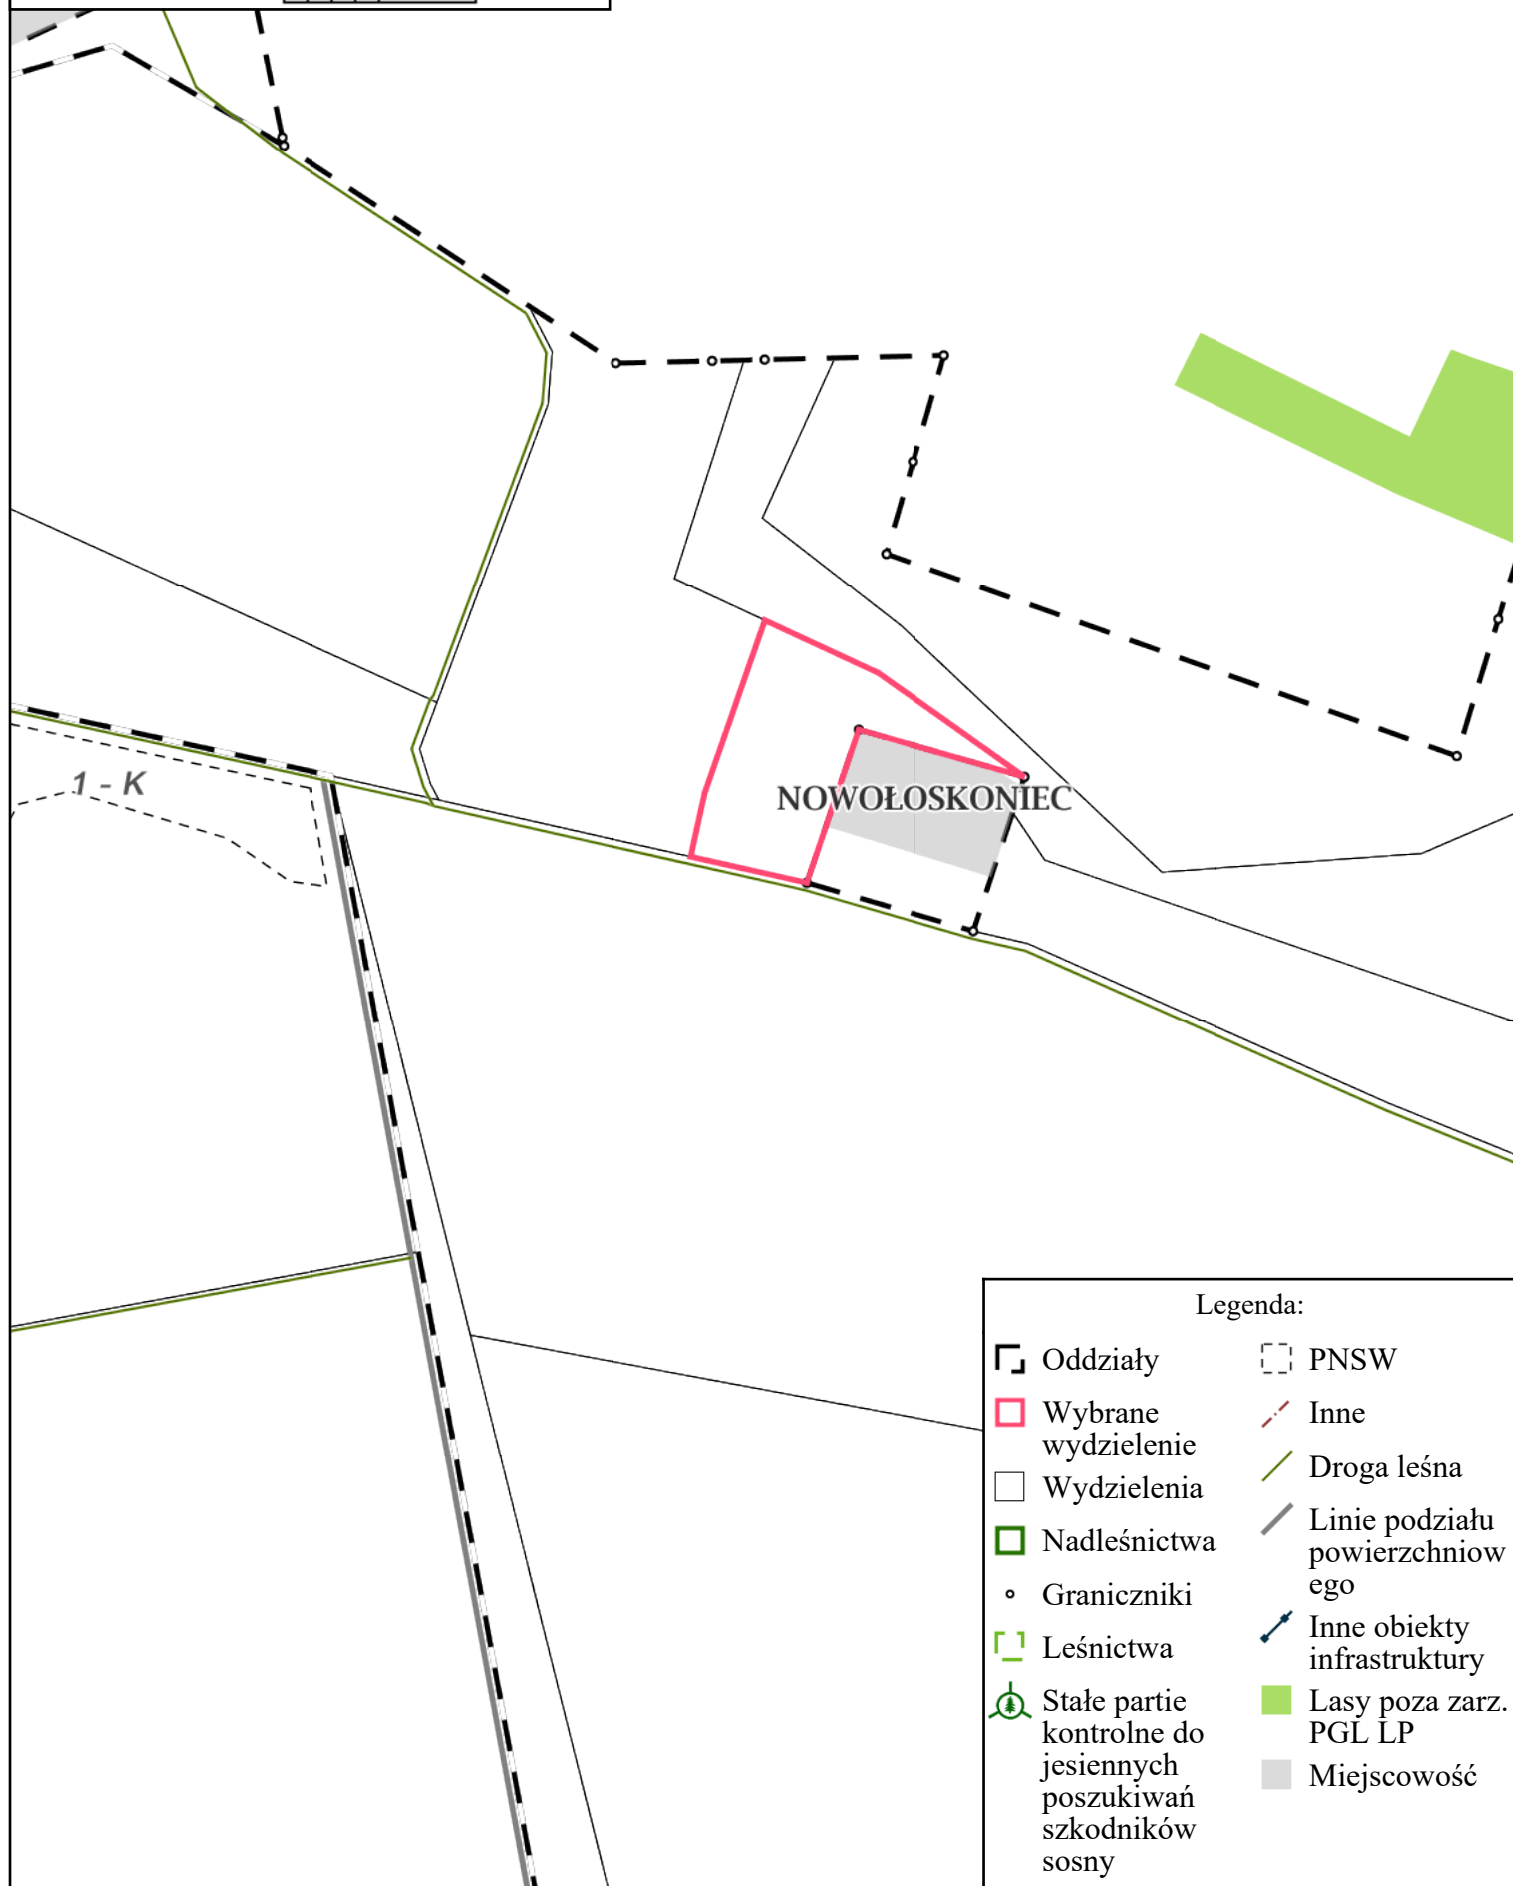 1 - K
NOWOŁOSKONIEC
Legenda:
Oddziały
Wybrane
wydzielenie
Wydzielenia
Nadleśnictwa
Graniczniki
Leśnictwa
Stałe partie
kontrolne do
jesiennych
poszukiwań
szkodników
sosny
PNSW
Inne
Droga leśna
Linie podziału
powierzchniow
ego
Inne obiekty
infrastruktury
Lasy poza zarz.
PGL LP
Miejscowość